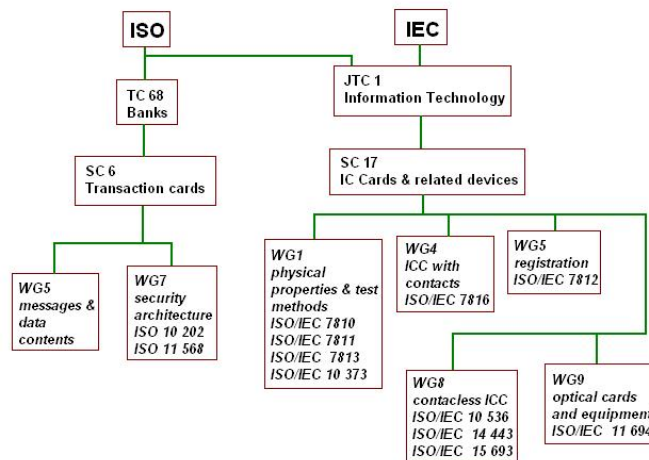 ISO
IEC
TC 68
Banks
JTC 1
Information Technology
SC 6
Transaction cards
SC 17
IC Cards & related devices
WG5
messages &
data
contents
WG7
security
architecture
ISO 10 202
ISO 11 568
WG1
physical
properties & test
methods
ISO/IEC 7810
ISO/IEC 7811
ISO/IEC 7813
ISO/IEC 10 373
WG4
ICC with
contacts
ISO/IEC 7816
WG5
registration
ISO/IEC 7812
WG8
contacless ICC
ISO/IEC 10 536
ISO/IEC 14 443
ISO/IEC 15 693
WG9
optical cards
and equipment
ISO/IEC 11 694